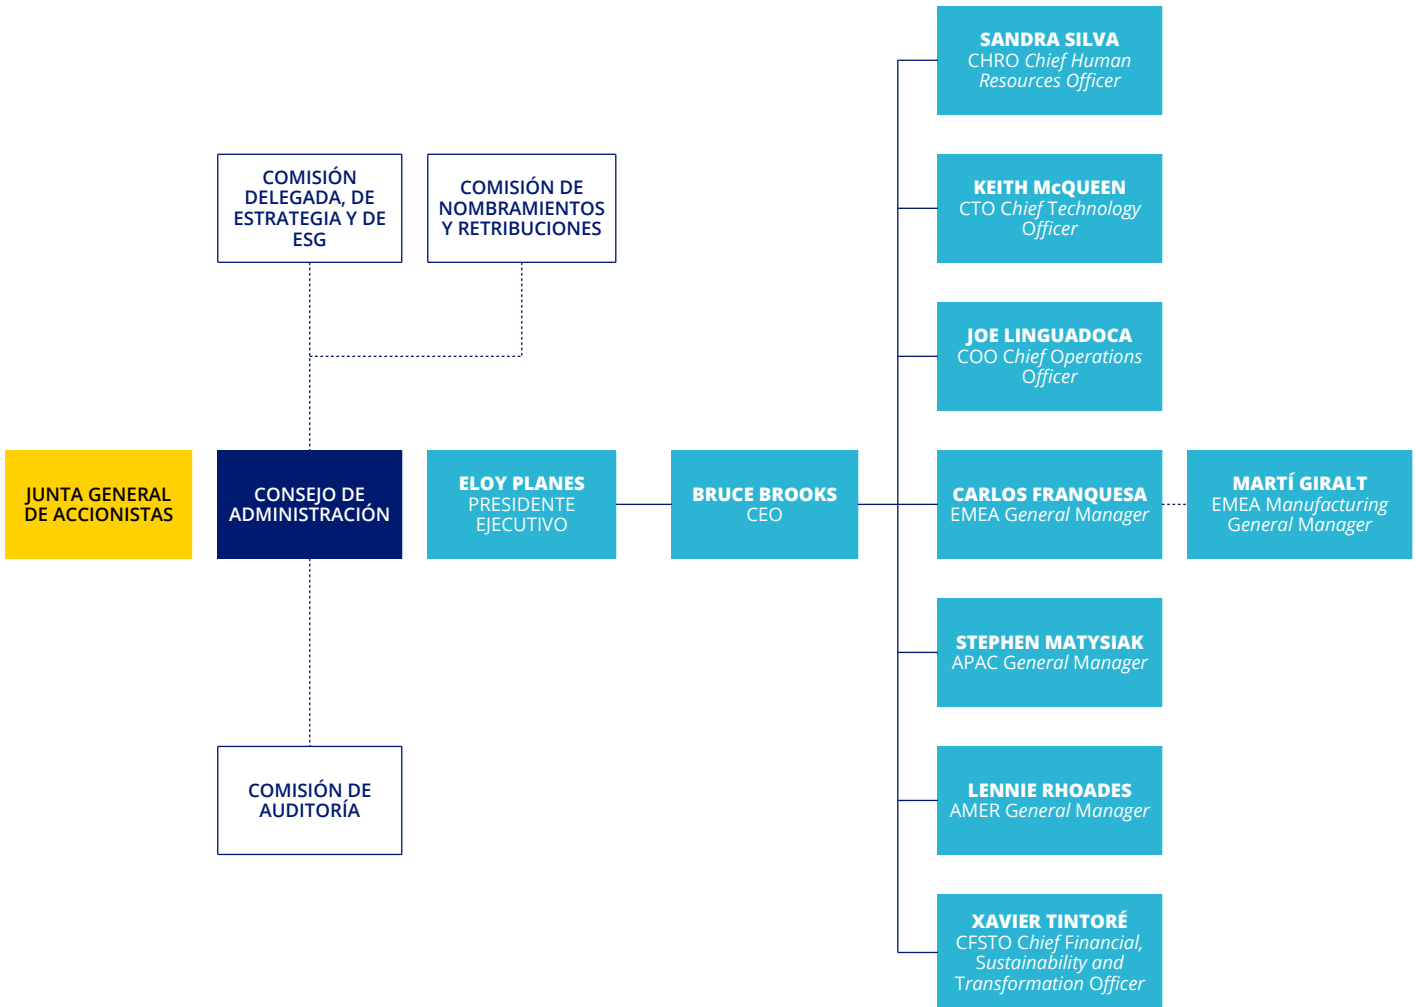 SANDRA SILVA
CHRO Chief Human
Resources Officer
COMISIÓN
DELEGADA, DE
ESTRATEGIA Y DE
ESG
COMISIÓN DE
NOMBRAMIENTOS
Y RETRIBUCIONES
KEITH McQUEEN
CTO Chief Technology
Officer
JOE LINGUADOCA
COO Chief Operations
Officer
JUNTA GENERAL
DE ACCIONISTAS
CONSEJO DE
ADMINISTRACIÓN
ELOY PLANES
PRESIDENTE
EJECUTIVO
BRUCE BROOKS
CEO
CARLOS FRANQUESA
EMEA General Manager
MARTÍ GIRALT
EMEA Manufacturing
General Manager
STEPHEN MATYSIAK
APAC General Manager
COMISIÓN DE
AUDITORÍA
LENNIE RHOADES
AMER General Manager
XAVIER TINTORÉ
CFSTO Chief Financial,
Sustainability and
Transformation Officer